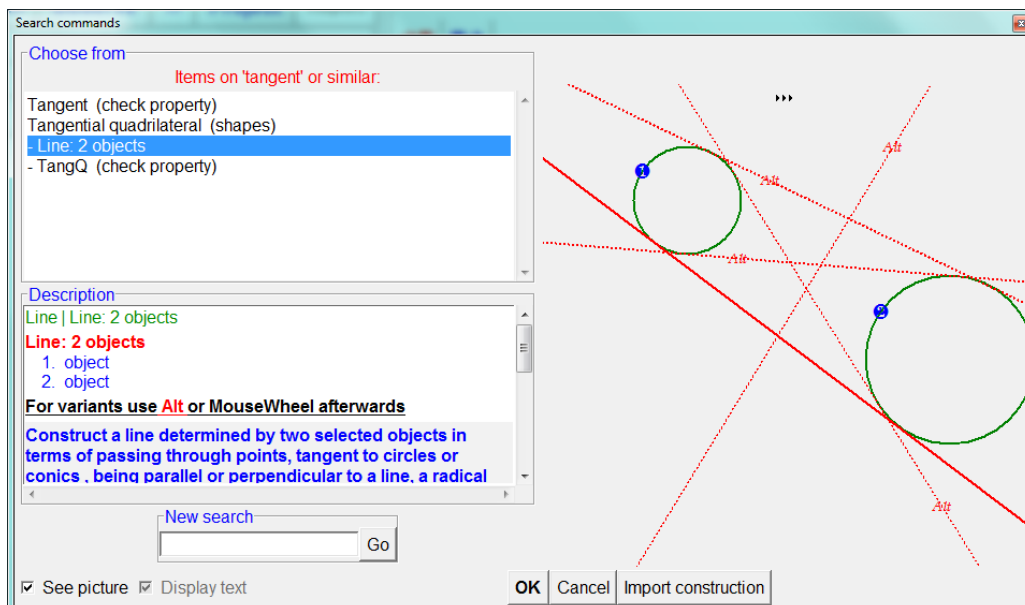 Search commands
Choose from
Items on 'tangent' or similar:
Tangent (check property)
Tangential quadrilateral (shapes)
- Line: 2 objects
- TangQ (check property)
Description
Line | Line: 2 objects
Line: 2 objects
1. object
2. object
For variants use Alt or MouseWheel afterwards
Construct a line determined by two selected objects in
terms of passing through points, tangent to circles or
conics , being parallel or perpendicular to a line, a radical
New search
Go
See picture
Display text
OK
Cancel
Import construction
Alt
Alt
Alt
Alt
1
2